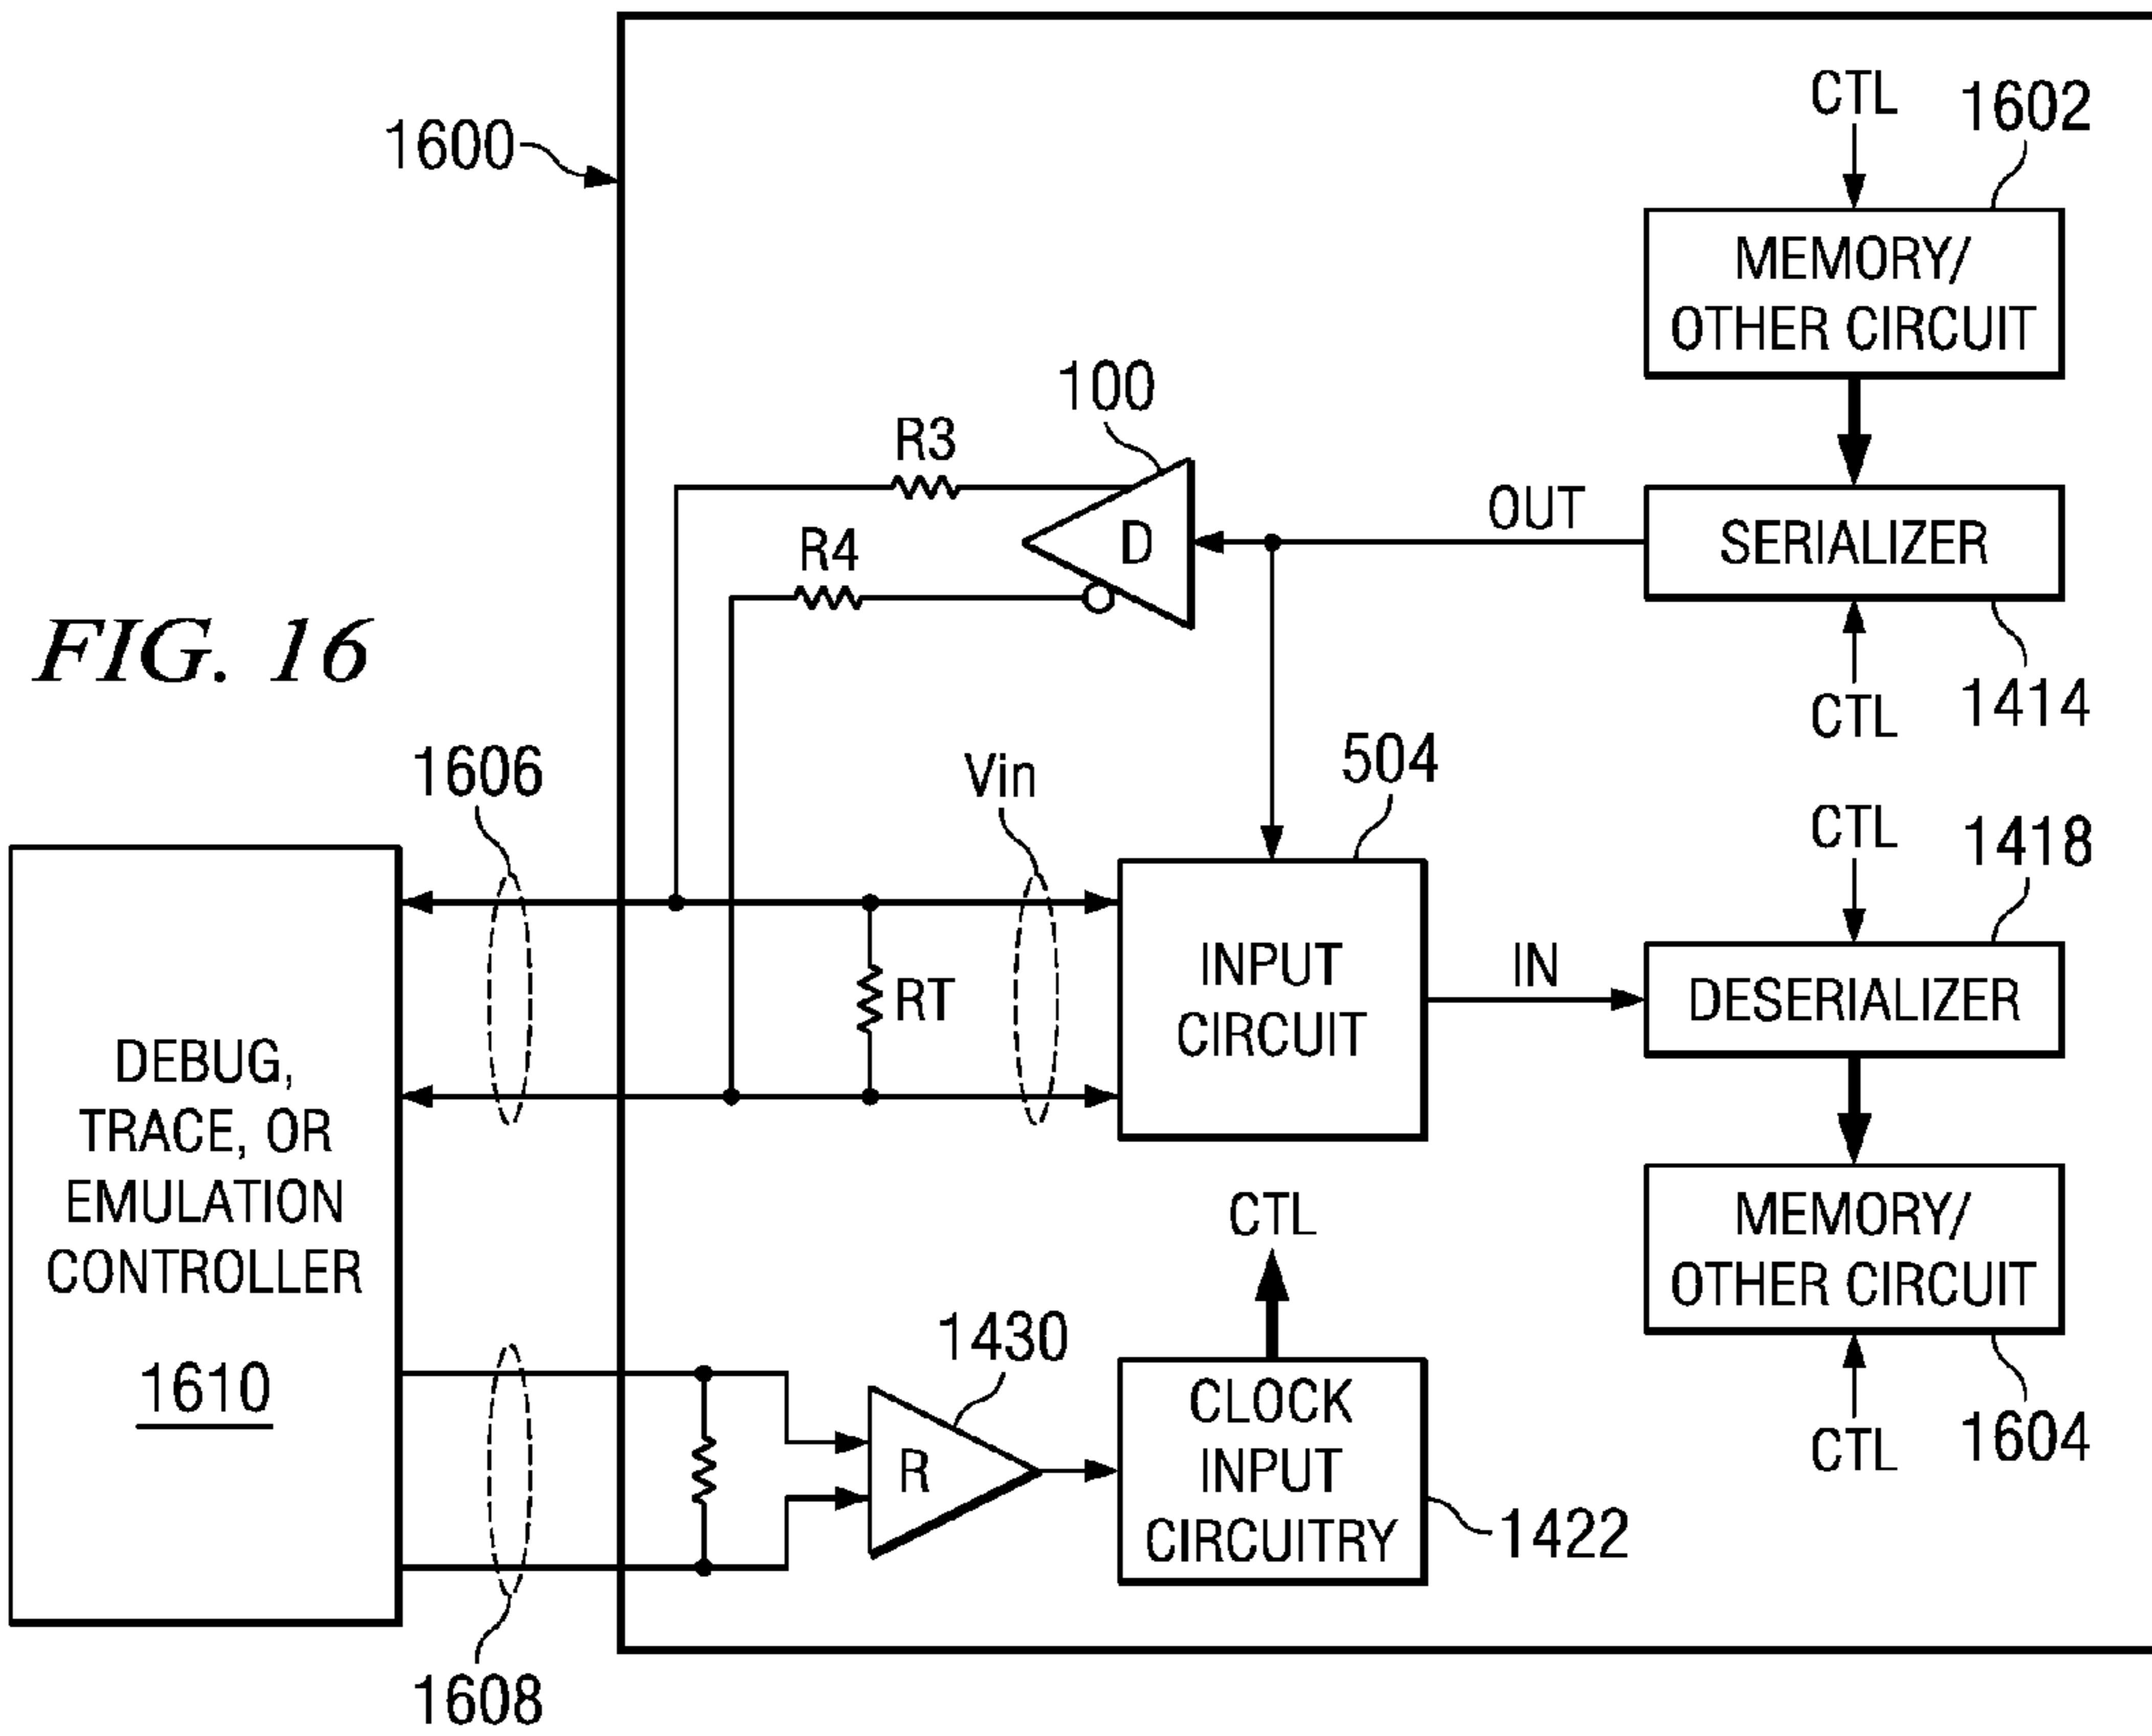 CTL
1602
1600
MEMORY/
OTHER CIRCUIT
100
R3
OUT
D
SERIALIZER
R4
FIG. 16
CTL
1414
1606
Vin
504
CTL
1418
INPUT
CIRCUIT
IN
DESERIALIZER
RT
DEBUG,
TRACE, OR
EMULATION
CONTROLLER
1610
CTL
MEMORY/
OTHER CIRCUIT
1430
R
CLOCK
INPUT
CIRCUITRY
CTL
1604
1422
1608